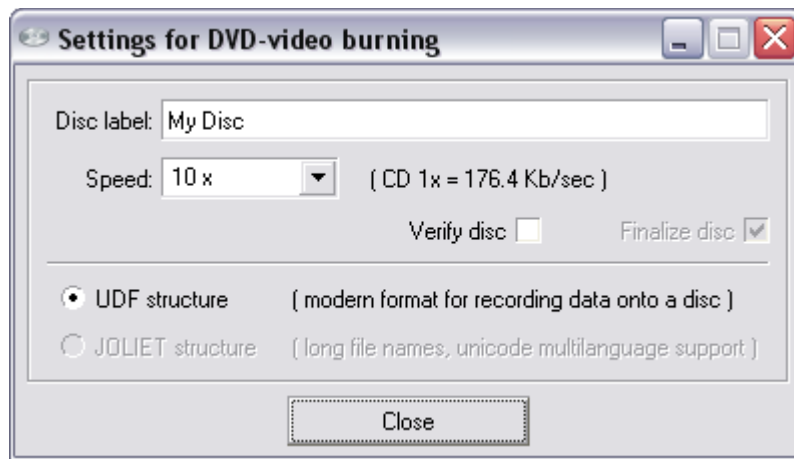 Settings for DVD-video burning
Disc label: My Disc
Speed: 10 x ( CD 1x = 176.4 Kb/sec )
Verify disc Finalize disc
UDF structure ( modern format for recording data onto a disc )
JOLIET structure ( long file names, unicode multilanguage support )
Close